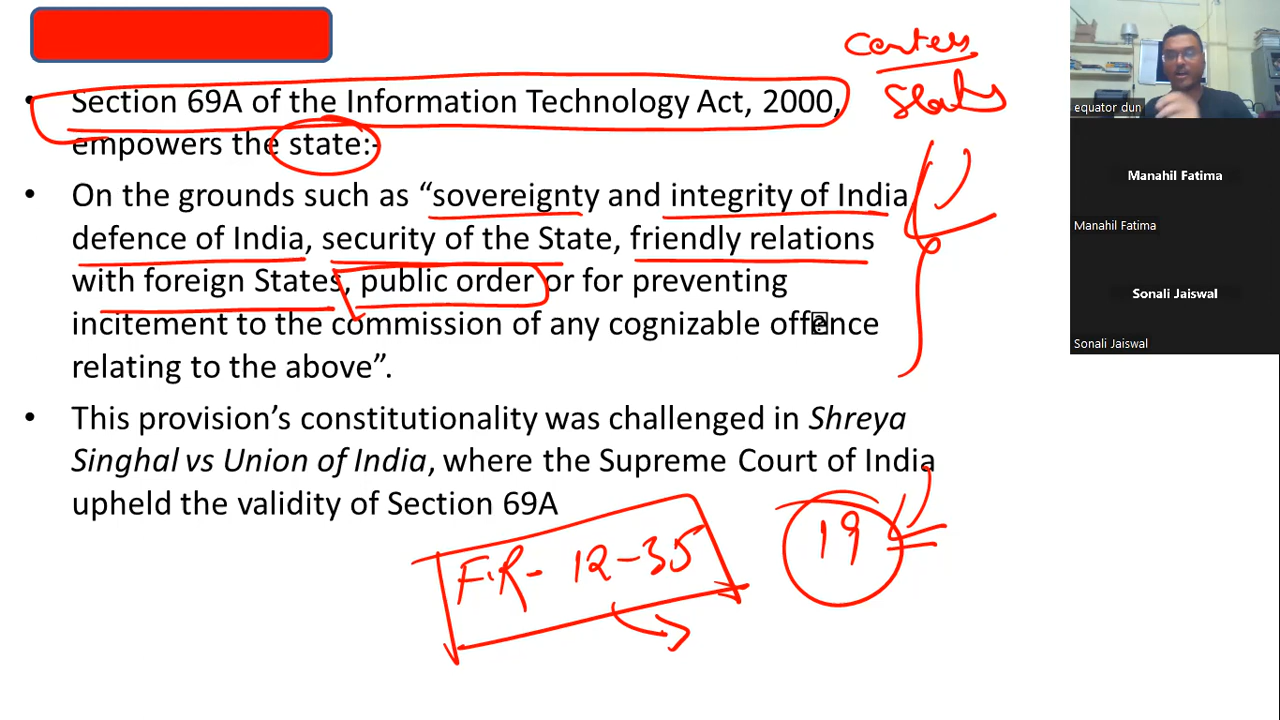 Section 69A of the Information Technology Act, 2000,
empowers the state:-
On the grounds such as “sovereignty and integrity of India,
defence of India, security of the State, friendly relations
with foreign States, public order or for preventing
incitement to the commission of any cognizable offence
relating to the above”.
This provision’s constitutionality was challenged in Shreya
Singhal vs Union of India, where the Supreme Court of India
upheld the validity of Section 69A
F.R- 12-35
19
equator dun
Manahil Fatima
Manahil Fatima
Sonali Jaiswal
Sonali Jaiswal